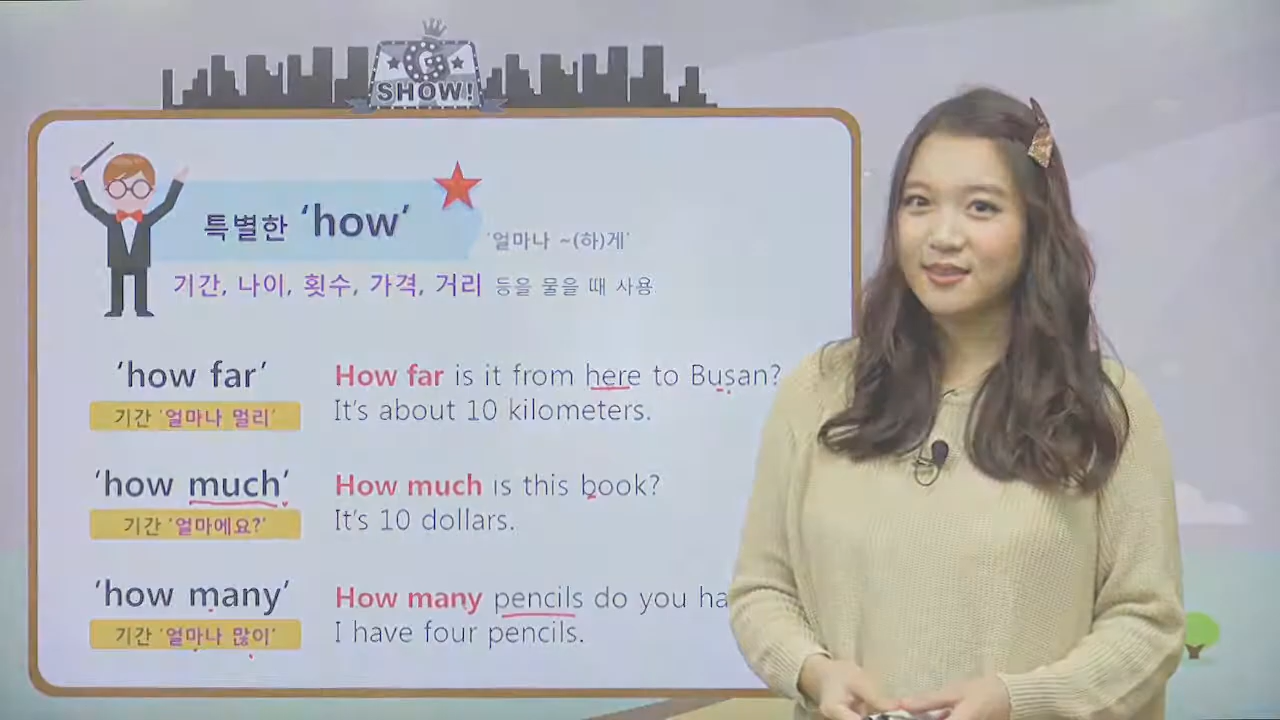 G
SHOW!
특별한 'how'
'얼마나 ~(하)게'
기간, 나이, 횟수, 가격, 거리 등을 물을 때 사용
'how far'
기간 '얼마나 멀리'
How far is it from here to Busan?
It's about 10 kilometers.
'how much'
기간 '얼마에요?'
How much is this book?
It's 10 dollars.
'how many'
기간 '얼마나 많이'
How many pencils do you ha
I have four pencils.